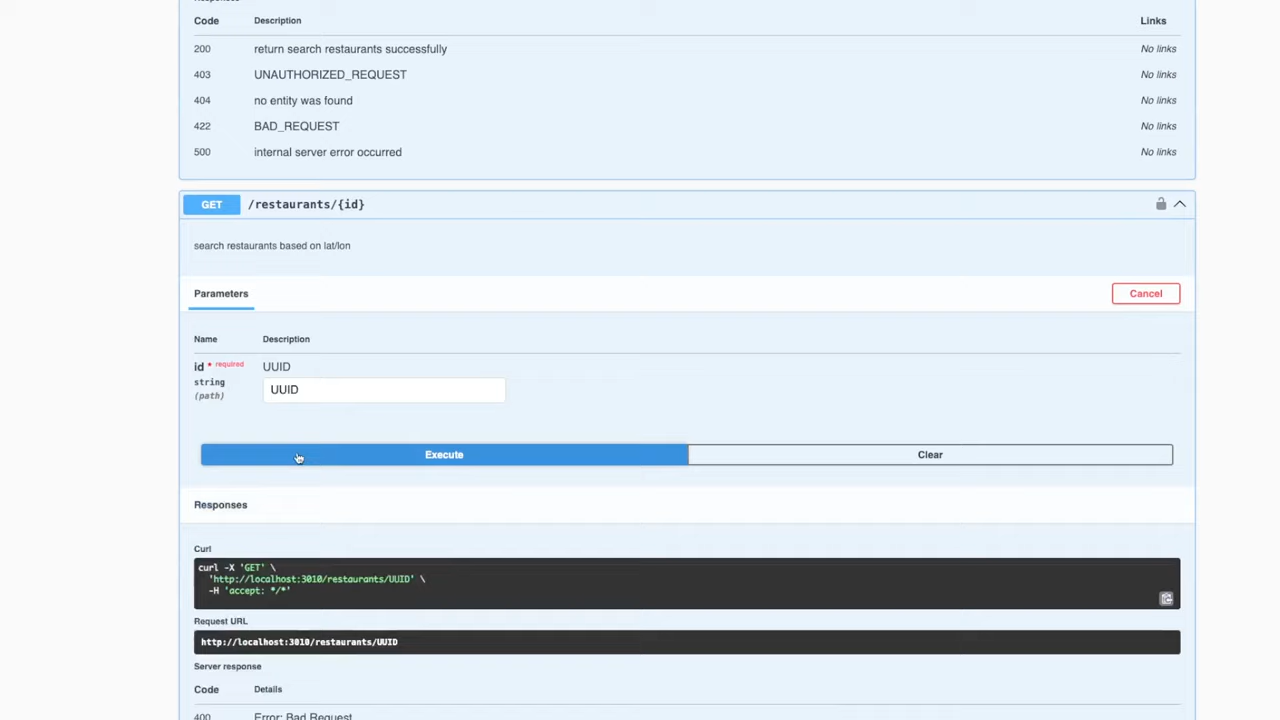 Responses
Code Description Links
200 return search restaurants successfully No links
403 UNAUTHORIZED_REQUEST No links
404 no entity was found No links
422 BAD_REQUEST No links
500 internal server error occurred No links
GET /restaurants/{id}
search restaurants based on lat/lon
Parameters Cancel
Name Description
id * required UUID
string UUID
(path)
Execute Clear
Responses
Curl
curl -X 'GET' \
'http://localhost:3010/restaurants/UUID' \
-H 'accept: */*'
Request URL
http://localhost:3010/restaurants/UUID
Server response
Code Details
400 Error: Bad Request